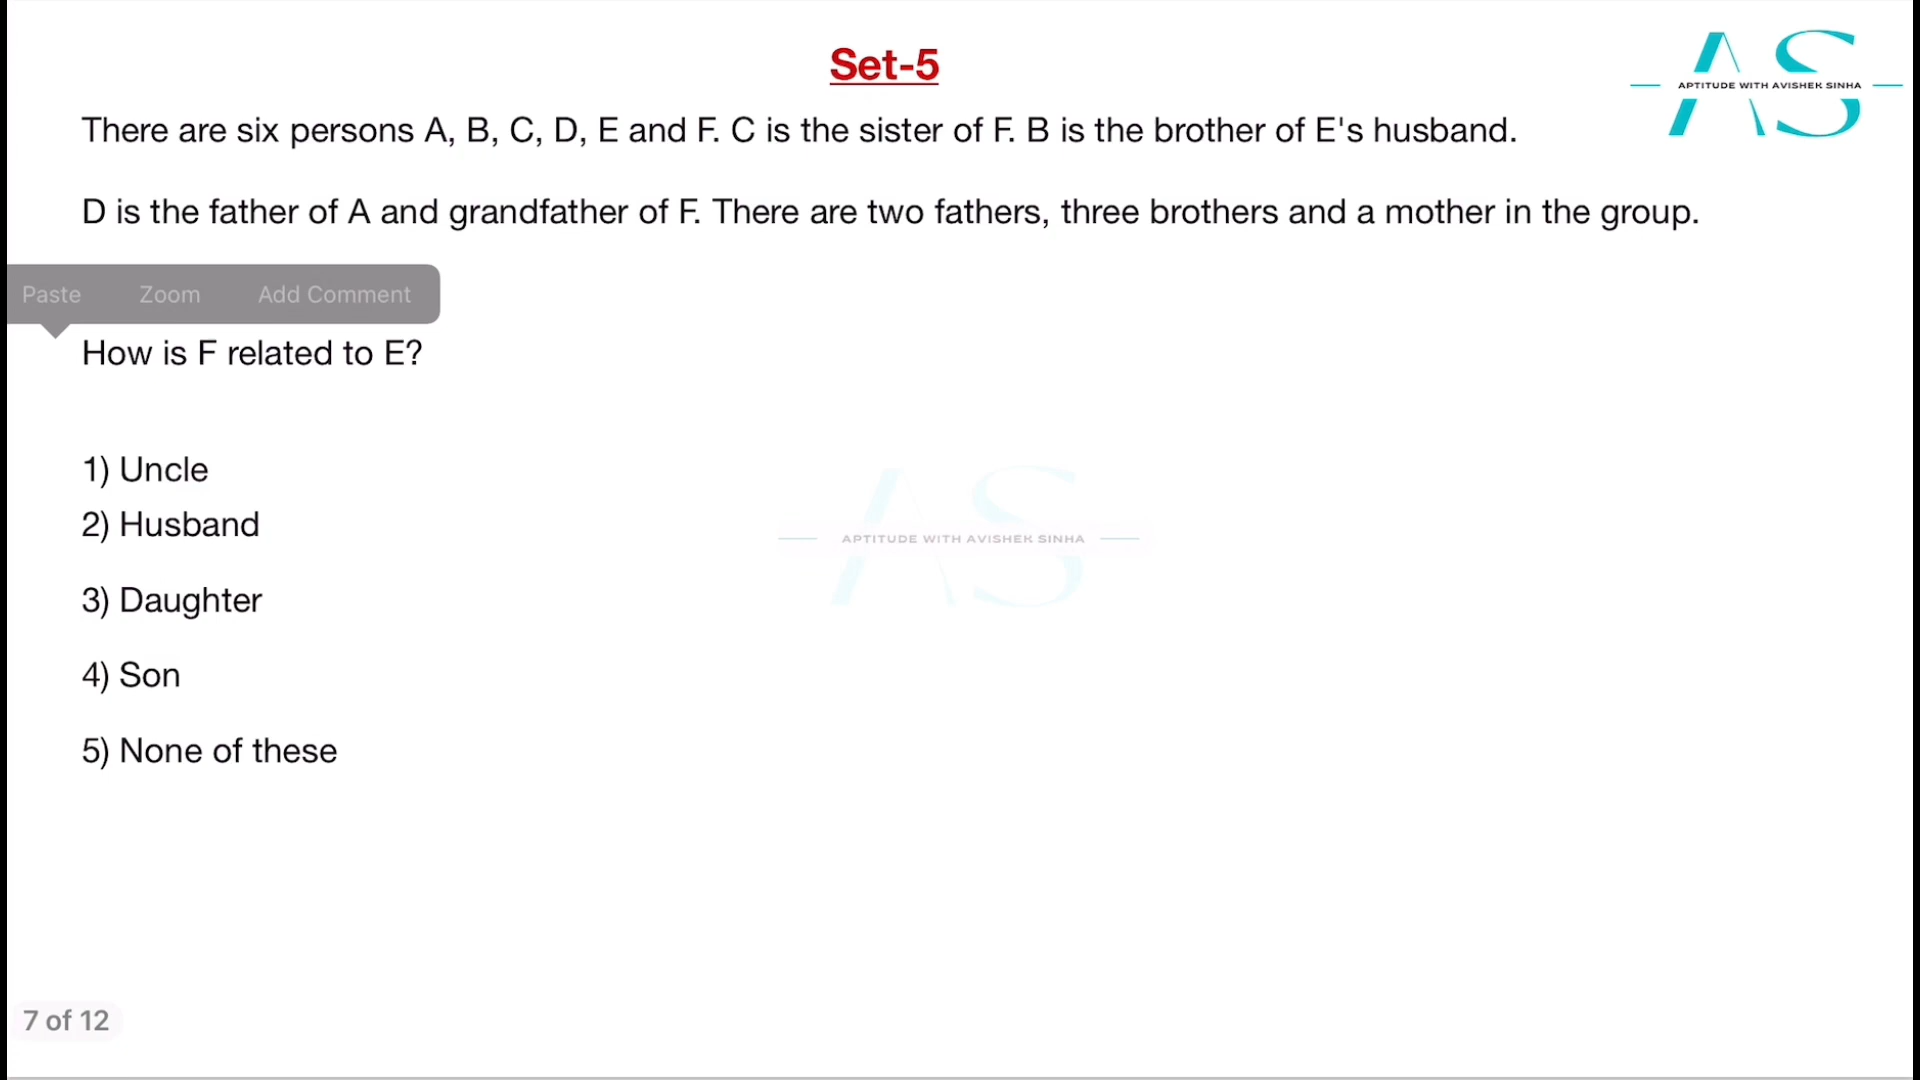 Set-5
APTITUDE WITH AVISHEK SINHA
There are six persons A, B, C, D, E and F. C is the sister of F. B is the brother of E's husband.
D is the father of A and grandfather of F. There are two fathers, three brothers and a mother in the group.
Paste Zoom Add Comment
How is F related to E?
1) Uncle
2) Husband
APTITUDE WITH AVISHEK SINHA
3) Daughter
4) Son
5) None of these
7 of 12